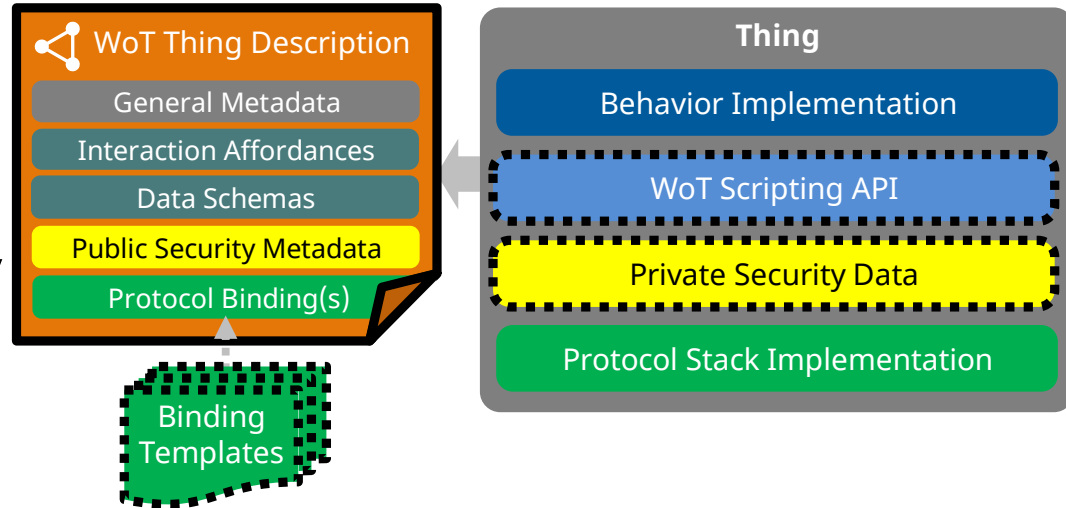 WoT Thing Description
General Metadata
Interaction Affordances
Data Schemas
Public Security Metadata
Protocol Binding(s)
Binding
Templates
Thing
Behavior Implementation
WoT Scripting API
Private Security Data
Protocol Stack Implementation